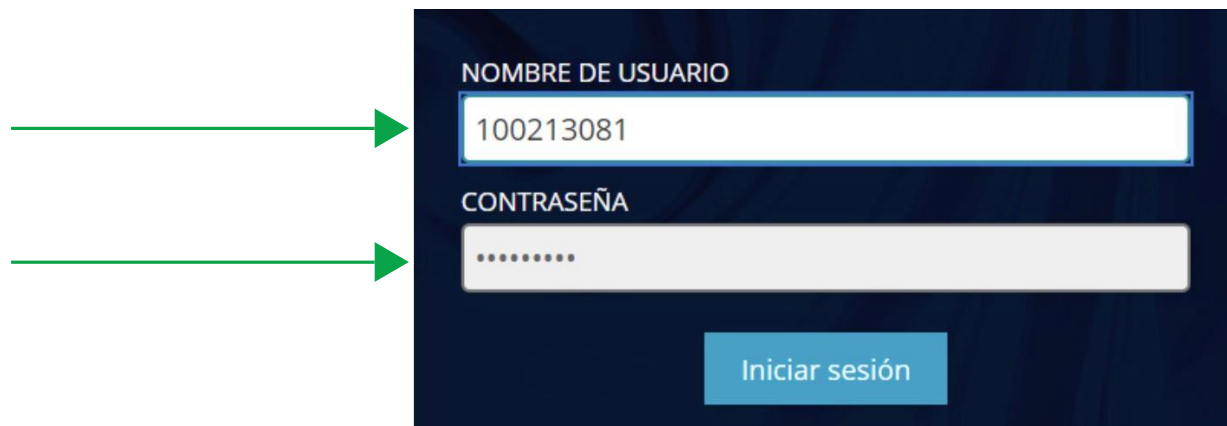 NOMBRE DE USUARIO
100213081
CONTRASEÑA
•••••••••
Iniciar sesión